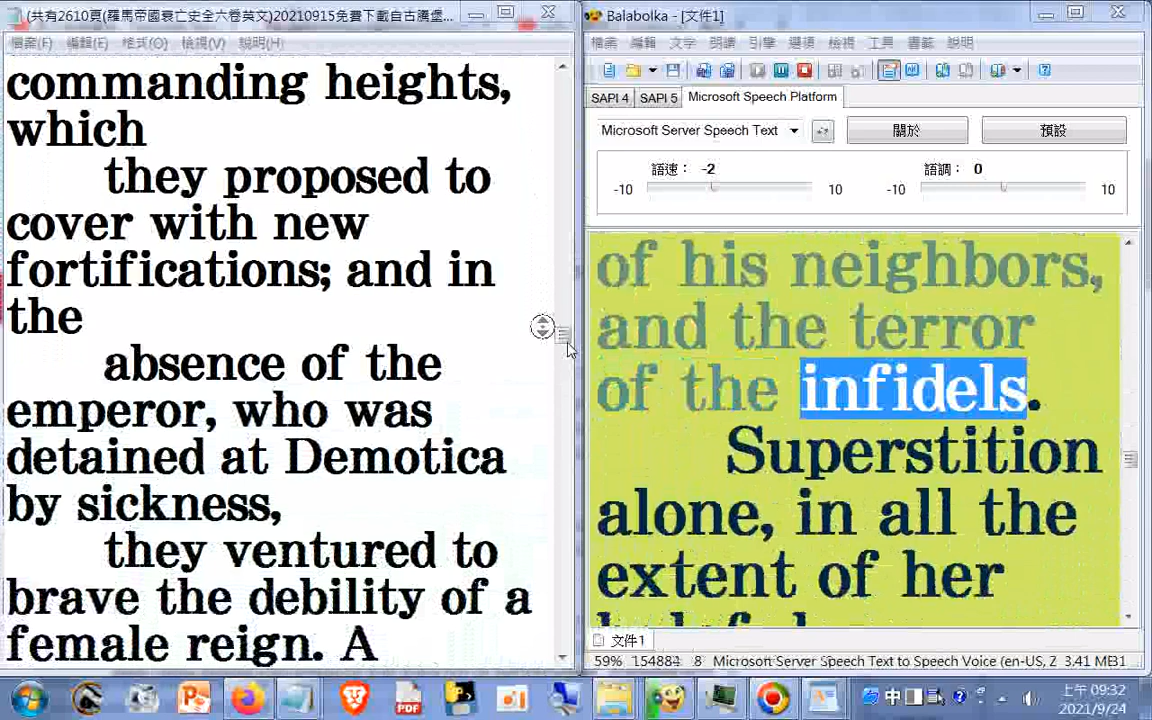 (共有2610頁(羅馬帝國衰亡史全六卷英文)20210915免費下載自古騰堡...
檔案(F) 編輯(E) 格式(O) 檢視(V) 說明(H)
commanding heights,
which
they proposed to
cover with new
fortifications; and in
the
absence of the
emperor, who was
detained at Demotica
by sickness,
they ventured to
brave the debility of a
female reign. A
Balabolka - [文件1]
檔案 編輯 文字 朗讀 引擎 選項 檢視 工具 書籤 說明
SAPI 4 SAPI 5 Microsoft Speech Platform
Microsoft Server Speech Text 關於 預設
語速： -2 語調： 0
-10 10 -10 10
of his neighbors,
and the terror
of the infidels.
Superstition
alone, in all the
extent of her
文件1
59% 154884 8 Microsoft Server Speech Text to Speech Voice (en-US, Z 3.41 MB
中
上午 09:32
2021/9/24